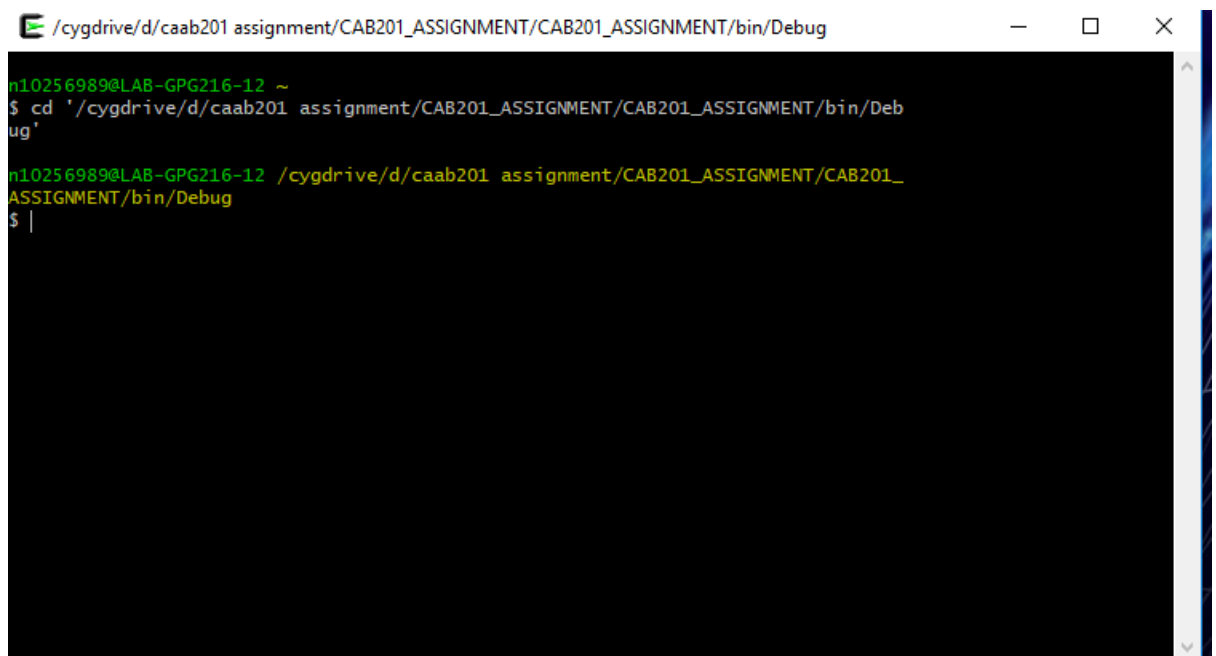 /cygdrive/d/caab201 assignment/CAB201_ASSIGNMENT/CAB201_ASSIGNMENT/bin/Debug
n10256989@LAB-GPG216-12 ~
$ cd '/cygdrive/d/caab201 assignment/CAB201_ASSIGNMENT/CAB201_ASSIGNMENT/bin/Deb
ug'
n10256989@LAB-GPG216-12 /cygdrive/d/caab201 assignment/CAB201_ASSIGNMENT/CAB201_
ASSIGNMENT/bin/Debug
$